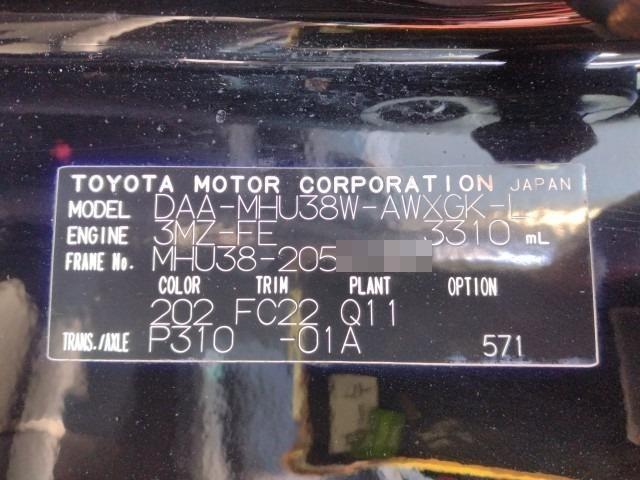 TOYOTA MOTOR CORPORATION JAPAN
MODEL DAA-MHU38W-AWXGK-L
ENGINE 3MZ-FE 3310 mL
FRAME No. MHU38-205
COLOR TRIM PLANT OPTION
202 FC22 Q11
TRANS./AXLE P310 -01A 571